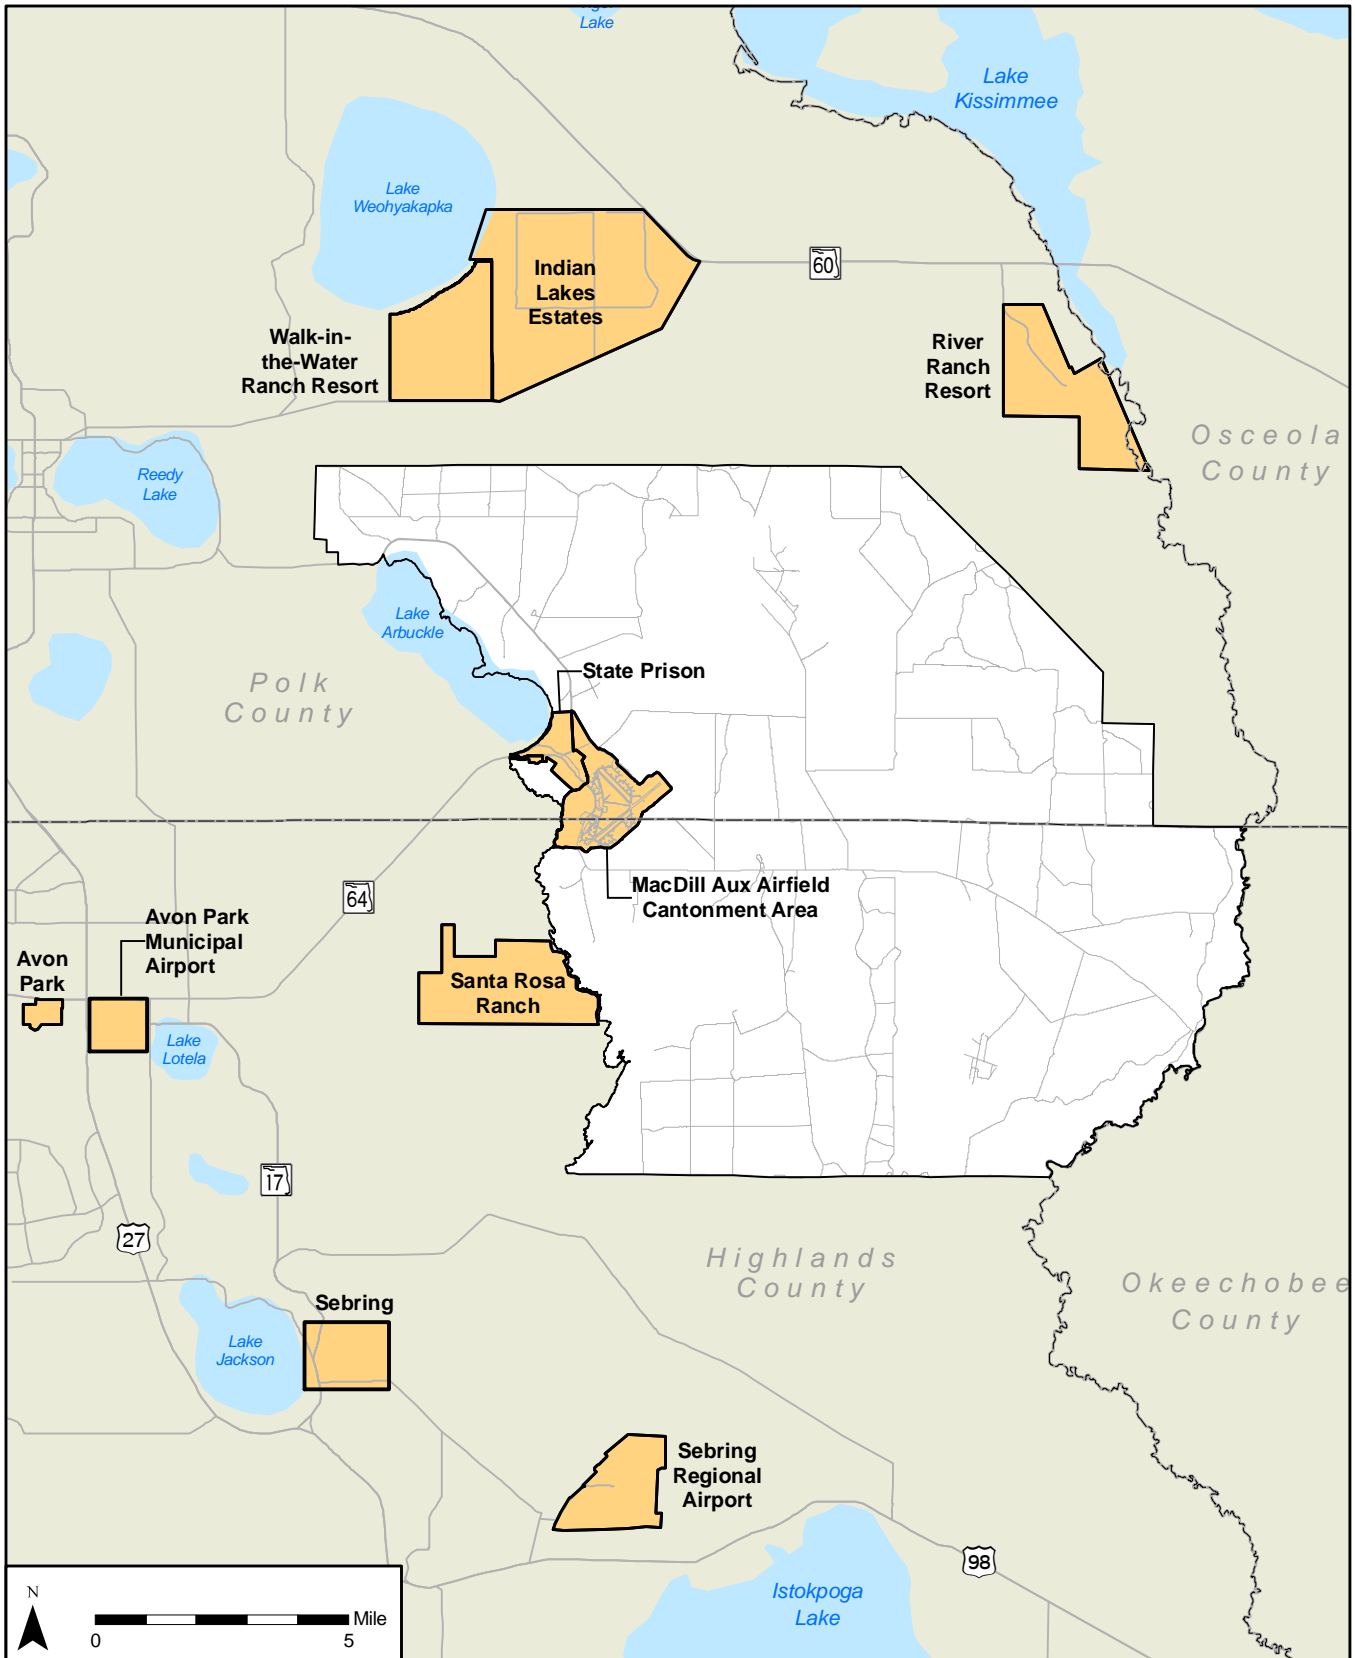 Lake
Lake
Kissimmee
Lake
Weohyakapka
60
Indian
Lakes
Estates
Walk-in-
the-Water
Ranch Resort
River
Ranch
Resort
Osceola
County
Reedy
Lake
Lake
Arbuckle
State Prison
Polk
County
64
MacDill Aux Airfield
Cantonment Area
Avon Park
Municipal
Airport
Avon
Park
Santa Rosa
Ranch
Lake
Lotela
17
27
Highlands
County
Okeechobee
County
Sebring
Lake
Jackson
Sebring
Regional
Airport
98
Istokpoga
Lake
N
Mile
0 5